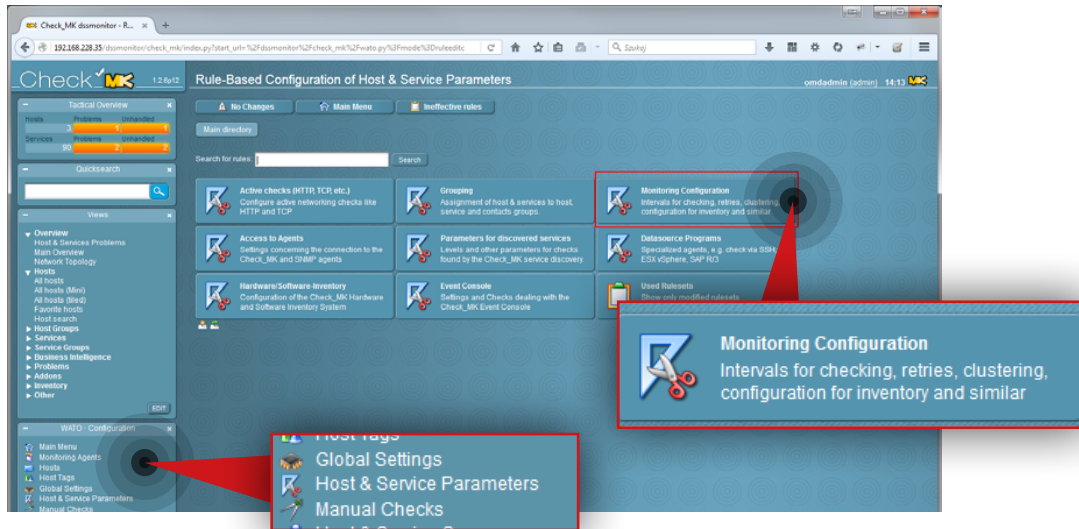 Check_MK dssmonitor - R...
192.168.228.35/dssmonitor/check_mk/index.py?start_url=%2Fdssmonitor%2Fcheck_mk%2Fwato.py%3Fmode%3Druleeditc
Szukaj
Check MK 1.2.6p12
Rule-Based Configuration of Host & Service Parameters
omdadmin (admin) 14:13
Tactical Overview
Hosts Problems Unhandled
3 1 1
Services Problems Unhandled
90 2 2
Quicksearch
Views
Overview
Host & Services Problems
Main Overview
Network Topology
Hosts
All hosts
All hosts (Mini)
All hosts (tiled)
Favorite hosts
Host search
Host Groups
Services
Service Groups
Business Intelligence
Problems
Addons
Inventory
Other
EDIT
WATO · Configuration
Main Menu
Monitoring Agents
Hosts
Host Tags
Global Settings
Host & Service Parameters
Manual Checks
No Changes
Main Menu
Ineffective rules
Main directory
Search for rules:
Search
Active checks (HTTP, TCP, etc.)
Configure active networking checks like
HTTP and TCP
Grouping
Assignment of host & services to host,
service and contacts groups.
Monitoring Configuration
Intervals for checking, retries, clustering,
configuration for inventory and similar
Access to Agents
Settings concerning the connection to the
Check_MK and SNMP agents
Parameters for discovered services
Levels and other parameters for checks
found by the Check_MK service discovery.
Datasource Programs
Specialized agents, e.g. check via SSH,
ESX vSphere, SAP R/3
Hardware/Software-Inventory
Configuration of the Check_MK Hardware
and Software Inventory System
Event Console
Settings and Checks dealing with the
Check_MK Event Console
Used Rulesets
Show only modified rulesets
Monitoring Configuration
Intervals for checking, retries, clustering,
configuration for inventory and similar
Host Tags
Global Settings
Host & Service Parameters
Manual Checks